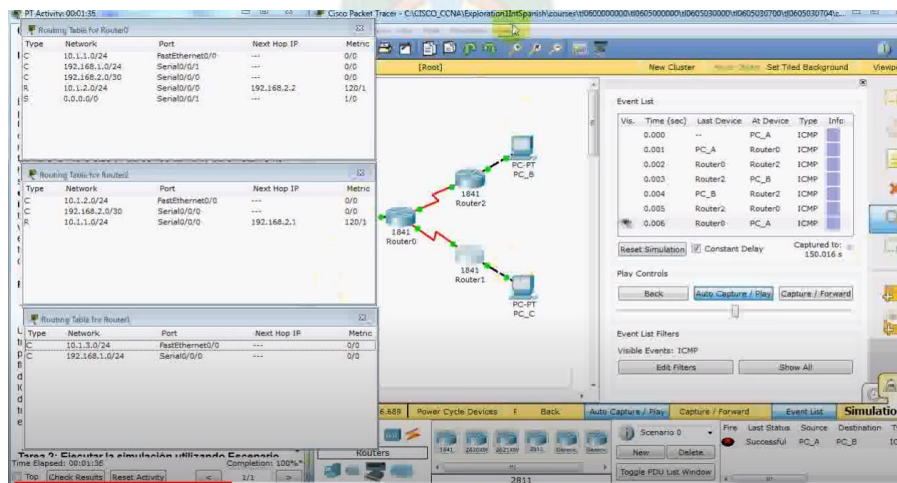 PT Activity: 00:01:36
Cisco Packet Tracer - C:\CISCO_CCNA\Exploration1IntSpanish\courses\
Routing Table for Router0
Type Network Port Next Hop IP Metric
C 10.1.1.0/24 FastEthernet0/0 --- 0/0
C 192.168.1.0/24 Serial0/0/1 --- 0/0
C 192.168.2.0/30 Serial0/0/0 --- 0/0
R 10.1.2.0/24 Serial0/0/0 192.168.2.2 120/1
S 0.0.0.0/0 Serial0/0/1 --- 1/0
Routing Table for Router2
Type Network Port Next Hop IP Metric
C 10.1.2.0/24 FastEthernet0/0 --- 0/0
C 192.168.2.0/30 Serial0/0/0 --- 0/0
R 10.1.1.0/24 Serial0/0/0 192.168.2.1 120/1
Routing Table for Router1
Type Network Port Next Hop IP Metric
C 10.1.3.0/24 FastEthernet0/0 --- 0/0
C 192.168.1.0/24 Serial0/0/0 --- 0/0
Tarea 2: Ejecutar la simulación utilizando Escenario
Time Elapsed: 00:01:36 Completion: 100%
Top Check Results Reset Activity < 1/1 >
[Root] New Cluster Set Tiled Background Viewp
PC-PT
PC_B
1841
Router2
1841
Router0
1841
Router1
PC-PT
PC_C
Event List
Vis. Time (sec) Last Device At Device Type Info
0.000 -- PC_A ICMP
0.001 PC_A Router0 ICMP
0.002 Router0 Router2 ICMP
0.003 Router2 PC_B ICMP
0.004 PC_B Router2 ICMP
0.005 Router2 Router0 ICMP
0.006 Router0 PC_A ICMP
Reset Simulation Constant Delay Captured to:
150.016 s
Play Controls
Back Auto Capture / Play Capture / Forward
Event List Filters
Visible Events: ICMP
Edit Filters Show All
6.689 Power Cycle Devices Back Auto Capture / Play Capture / Forward Event List Simulatio
Routers
1841 2620XM 2621XM 2811 Generic Generic
2811
Scenario 0
New Delete
Toggle PDU List Window
Fire Last Status Source Destination
Successful PC_A PC_B